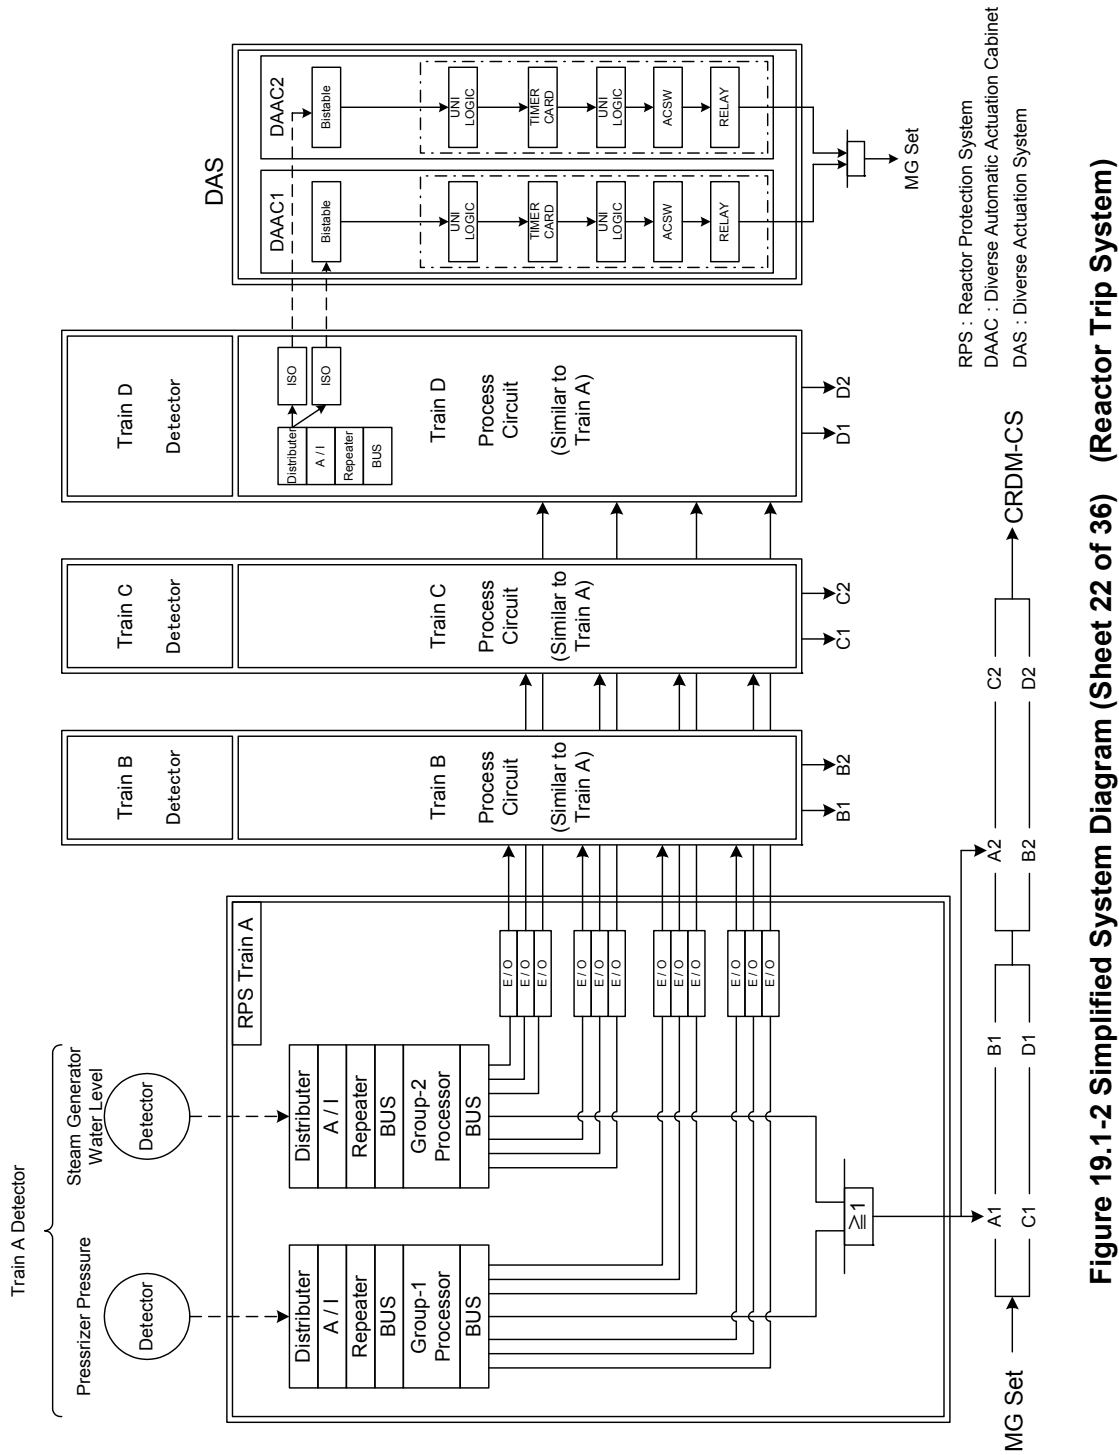 Train A Detector
Pressrizer Pressure
Steam Generator
Water Level
Detector
Detector
RPS Train A
Distributer
A / I
Repeater
BUS
Group-1
Processor
BUS
Distributer
A / I
Repeater
BUS
Group-2
Processor
BUS
E / O
E / O
E / O
E / O
E / O
E / O
E / O
E / O
E / O
E / O
E / O
E / O
≧1
Train B
Detector
Train B
Process
Circuit
(Similar to
Train A)
B1
B2
Train C
Detector
Train C
Process
Circuit
(Similar to
Train A)
C1
C2
Train D
Detector
Distributer
A / I
Repeater
BUS
ISO
ISO
Train D
Process
Circuit
(Similar to
Train A)
D1
D2
DAS
DAAC1
Bistable
UNI
LOGIC
TIMER
CARD
UNI
LOGIC
ACSW
RELAY
DAAC2
Bistable
UNI
LOGIC
TIMER
CARD
UNI
LOGIC
ACSW
RELAY
MG Set
MG Set
A1
B1
A2
C2
C1
D1
B2
D2
CRDM-CS
RPS : Reactor Protection System
DAAC : Diverse Automatic Actuation Cabinet
DAS : Diverse Actuation System
Figure 19.1-2 Simplified System Diagram (Sheet 22 of 36) (Reactor Trip System)